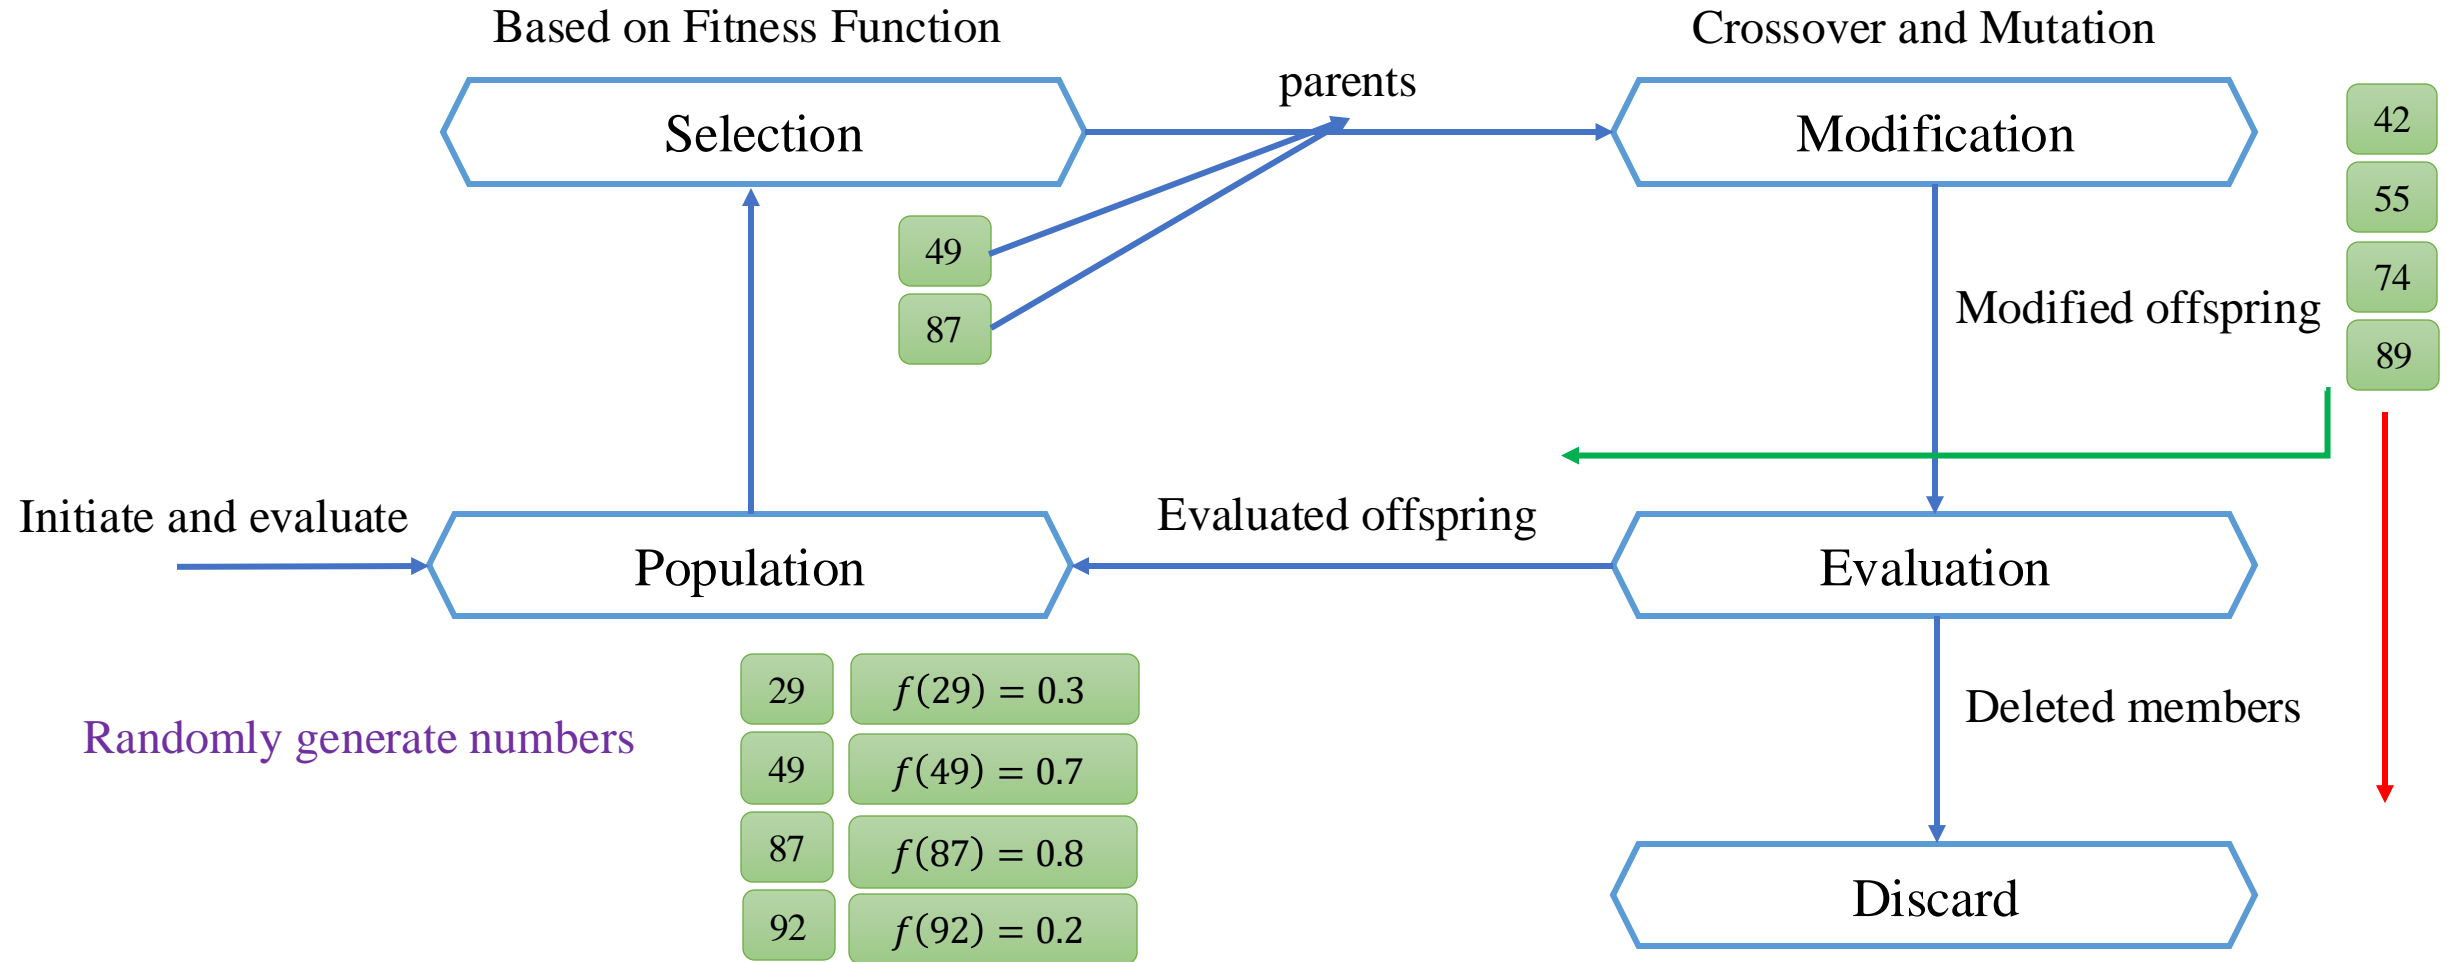 Based on Fitness Function
Crossover and Mutation
parents
Selection
Modification
42
55
74
89
49
87
Modified offspring
Initiate and evaluate
Evaluated offspring
Population
Evaluation
29 f(29) = 0.3
49 f(49) = 0.7
87 f(87) = 0.8
92 f(92) = 0.2
Randomly generate numbers
Deleted members
Discard